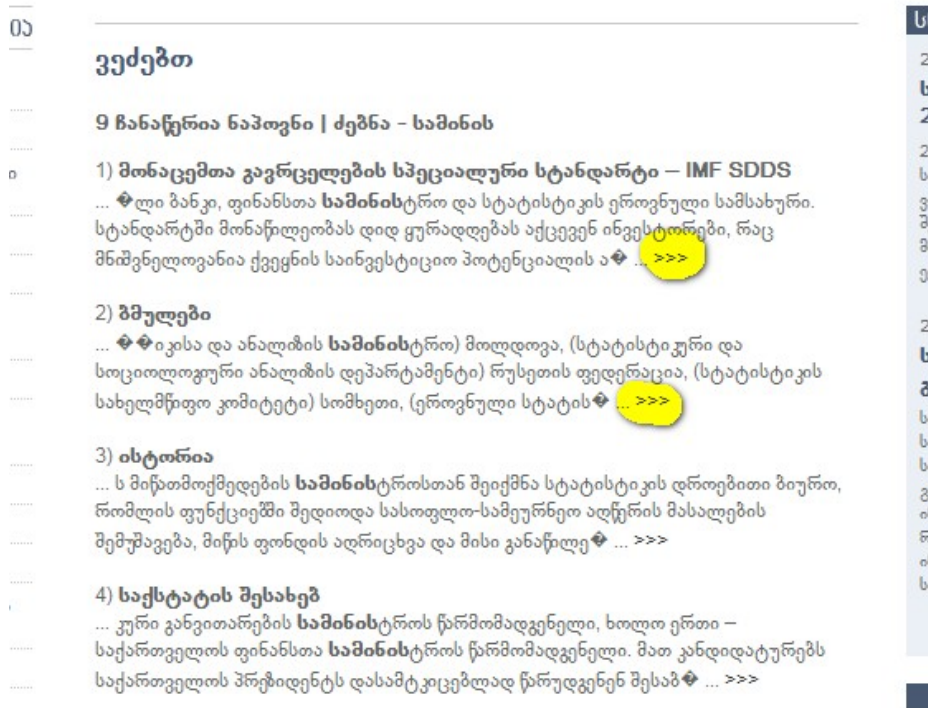 ია
ვეძებთ
9 ჩანაწერია ნაპოვნი | ძებნა - სამინის
1) მონაცემთა გავრცელების სპეციალური სტანდარტი — IMF SDDS
... �ლი ბანკი, ფინანსთა სამინისტრო და სტატისტიკის ეროვნული სამსახური.
სტანდარტში მონაწილეობას დიდ ყურადღებას აქცევენ ინვესტორები, რაც
მნიშვნელოვანია ქვეყნის საინვესტიციო პოტენციალის ა� ... >>>
2) ბმულები
... ��იკისა და ანალიზის სამინისტრო) მოლდოვა, (სტატისტიკური და
სოციოლოგიური ანალიზის დეპარტამენტი) რუსეთის ფედერაცია, (სტატისტიკის
სახელმწიფო კომიტეტი) სომხეთი, (ეროვნული სტატის� ... >>>
3) ისტორია
... ს მიწათმოქმედების სამინისტროსთან შეიქმნა სტატისტიკის დროებითი ბიურო,
რომლის ფუნქციებში შედიოდა სასოფლო-სამეურნეო აღწერის მასალების
შემუშავება, მიწის ფონდის აღრიცხვა და მისი განაწილე� ... >>>
4) საქსტატის შესახებ
... კური განვითარების სამინისტროს წარმომადგენელი, ხოლო ერთი —
საქართველოს ფინანსთა სამინისტროს წარმომადგენელი. მათ კანდიდატურებს
საქართველოს პრეზიდენტს დასამტკიცებლად წარუდგენენ შესაბ� ... >>>